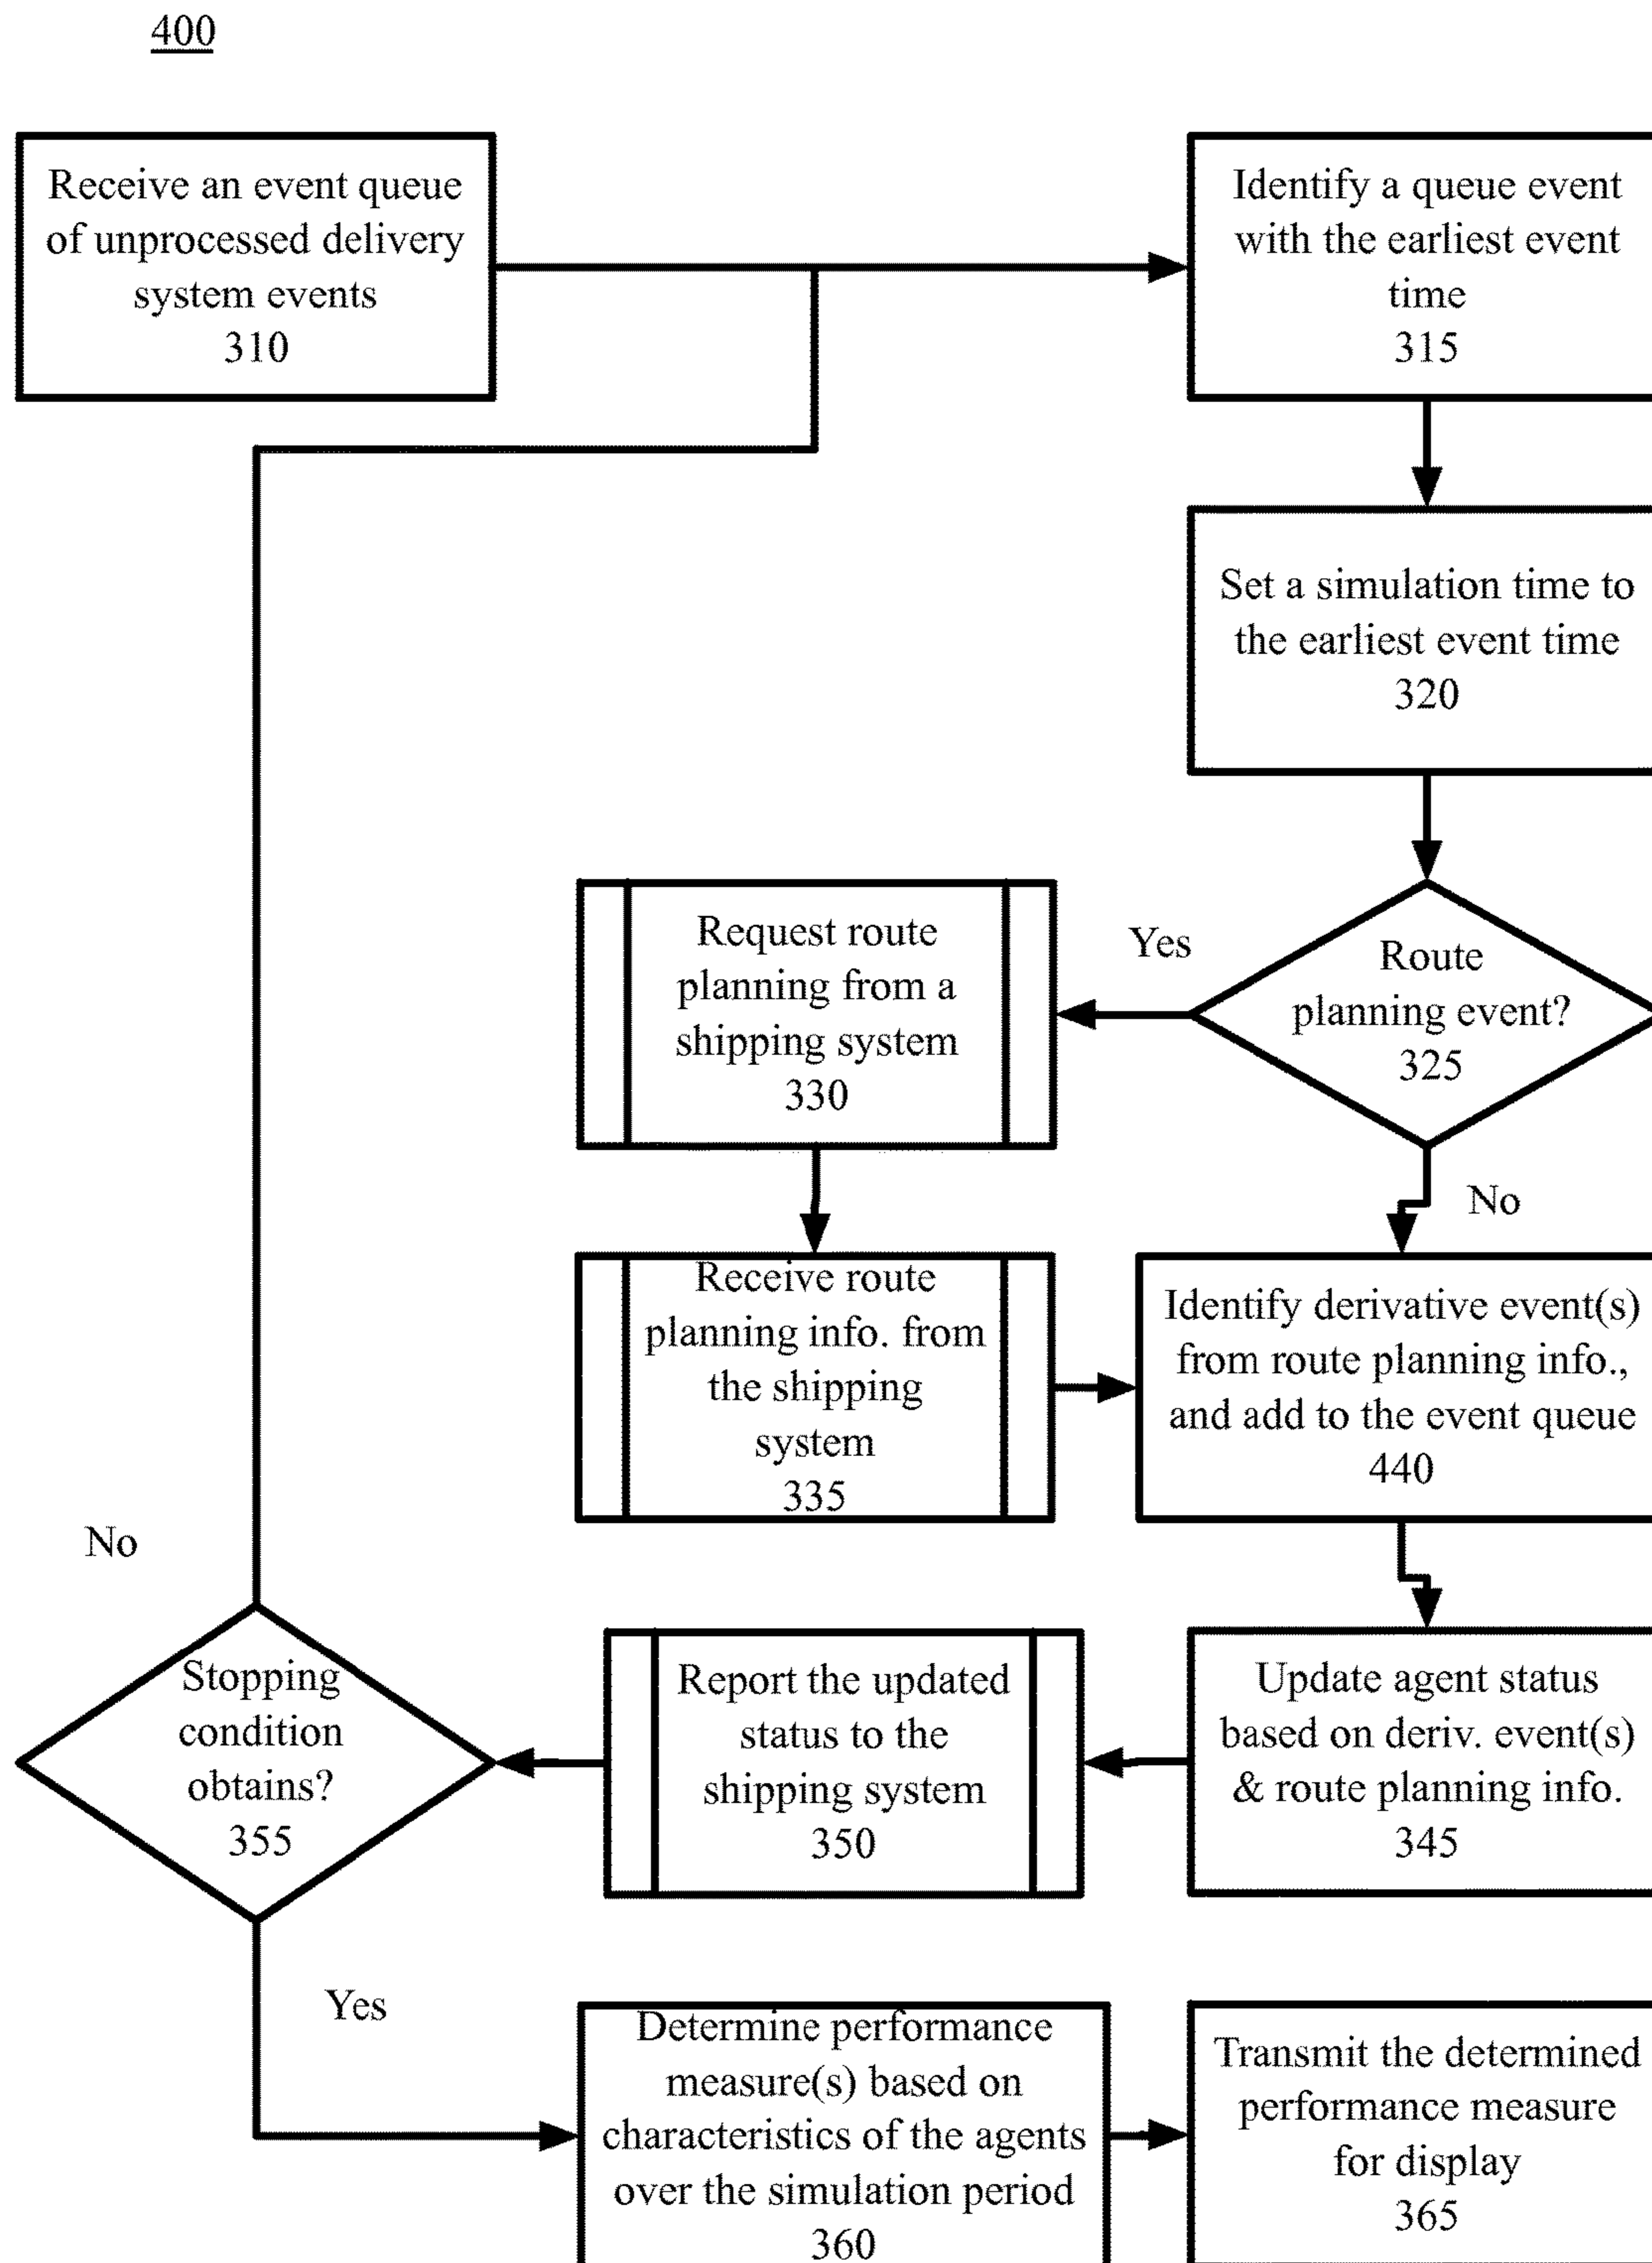 400
Receive an event queue
of unprocessed delivery
system events
310
Identify a queue event
with the earliest event
time
315
Set a simulation time to
the earliest event time
320
Route
planning event?
325
Yes
No
Request route
planning from a
shipping system
330
Receive route
planning info. from
the shipping
system
335
Identify derivative event(s)
from route planning info.,
and add to the event queue
440
Update agent status
based on deriv. event(s)
& route planning info.
345
Report the updated
status to the
shipping system
350
Stopping
condition
obtains?
355
No
Yes
Determine performance
measure(s) based on
characteristics of the agents
over the simulation period
360
Transmit the determined
performance measure
for display
365